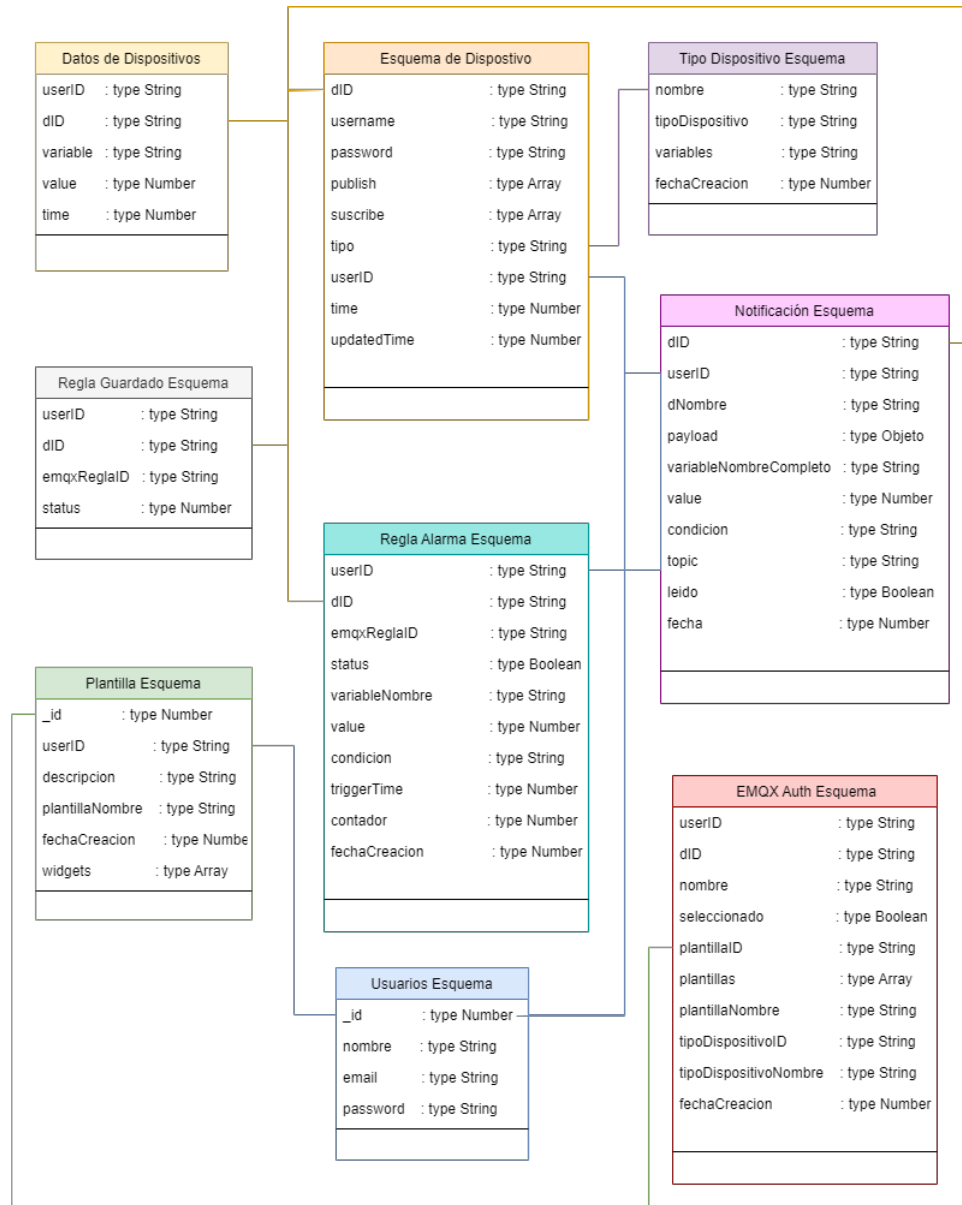 Datos de Dispositivos
userID : type String
dID : type String
variable : type String
value : type Number
time : type Number
Esquema de Dispostivo
dID : type String
username : type String
password : type String
publish : type Array
suscribe : type Array
tipo : type String
userID : type String
time : type Number
updatedTime : type Number
Tipo Dispositivo Esquema
nombre : type String
tipoDispositivo : type String
variables : type String
fechaCreacion : type Number
Notificación Esquema
dID : type String
userID : type String
dNombre : type String
payload : type Objeto
variableNombreCompleto : type String
value : type Number
condicion : type String
topic : type String
leido : type Boolean
fecha : type Number
Regla Guardado Esquema
userID : type String
dID : type String
emqxReglaID : type String
status : type Number
Regla Alarma Esquema
userID : type String
dID : type String
emqxReglaID : type String
status : type Boolean
variableNombre : type String
value : type Number
condicion : type String
triggerTime : type Number
contador : type Number
fechaCreacion : type Number
Plantilla Esquema
_id : type Number
userID : type String
descripcion : type String
plantillaNombre : type String
fechaCreacion : type Numbe
widgets : type Array
EMQX Auth Esquema
userID : type String
dID : type String
nombre : type String
seleccionado : type Boolean
plantillaID : type String
plantillas : type Array
plantillaNombre : type String
tipoDispositivoID : type String
tipoDispositivoNombre : type String
fechaCreacion : type Number
Usuarios Esquema
_id : type Number
nombre : type String
email : type String
password : type String